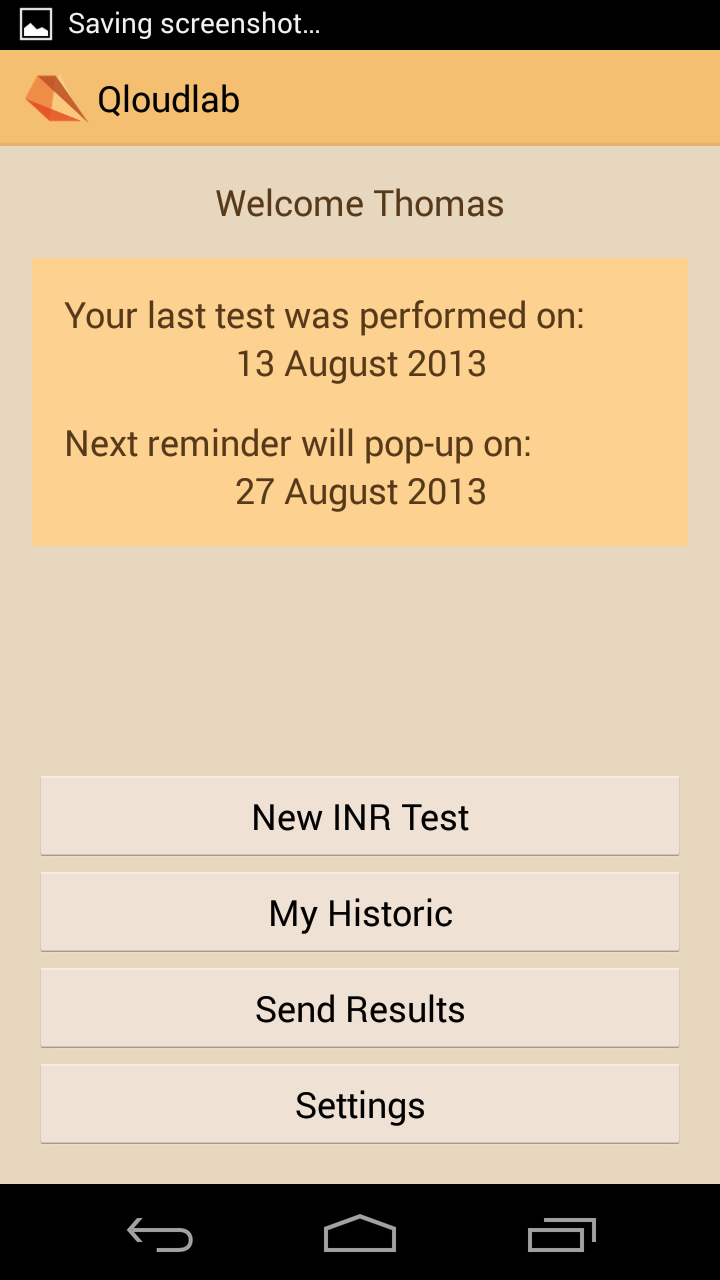 Saving screenshot...
Qloudlab
Welcome Thomas
Your last test was performed on:
13 August 2013
Next reminder will pop-up on:
27 August 2013
New INR Test
My Historic
Send Results
Settings